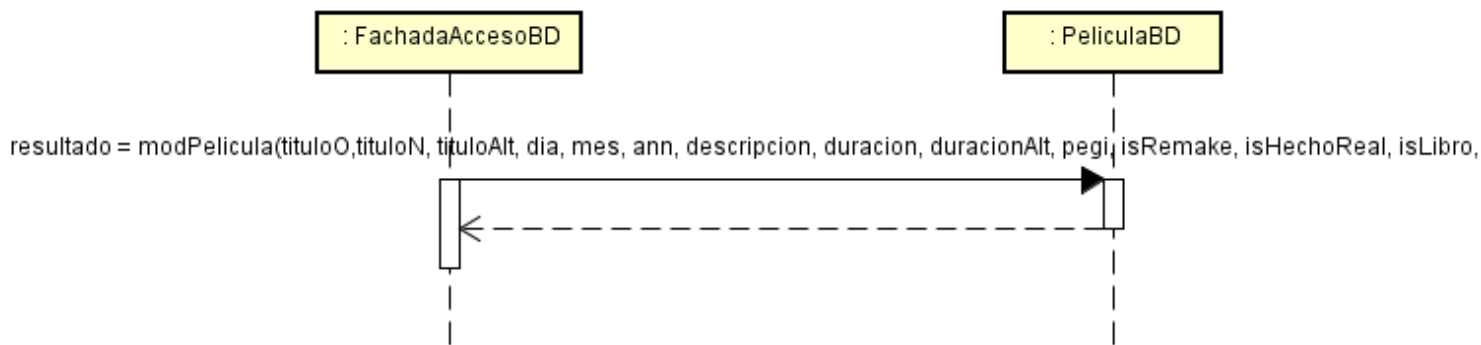 : FachadaAccesoBD
: PeliculaBD
resultado = modPelicula(tituloO,tituloN, tituloAlt, dia, mes, ann, descripcion, duracion, duracionAlt, pegi, isRemake, isHechoReal, isLibro,